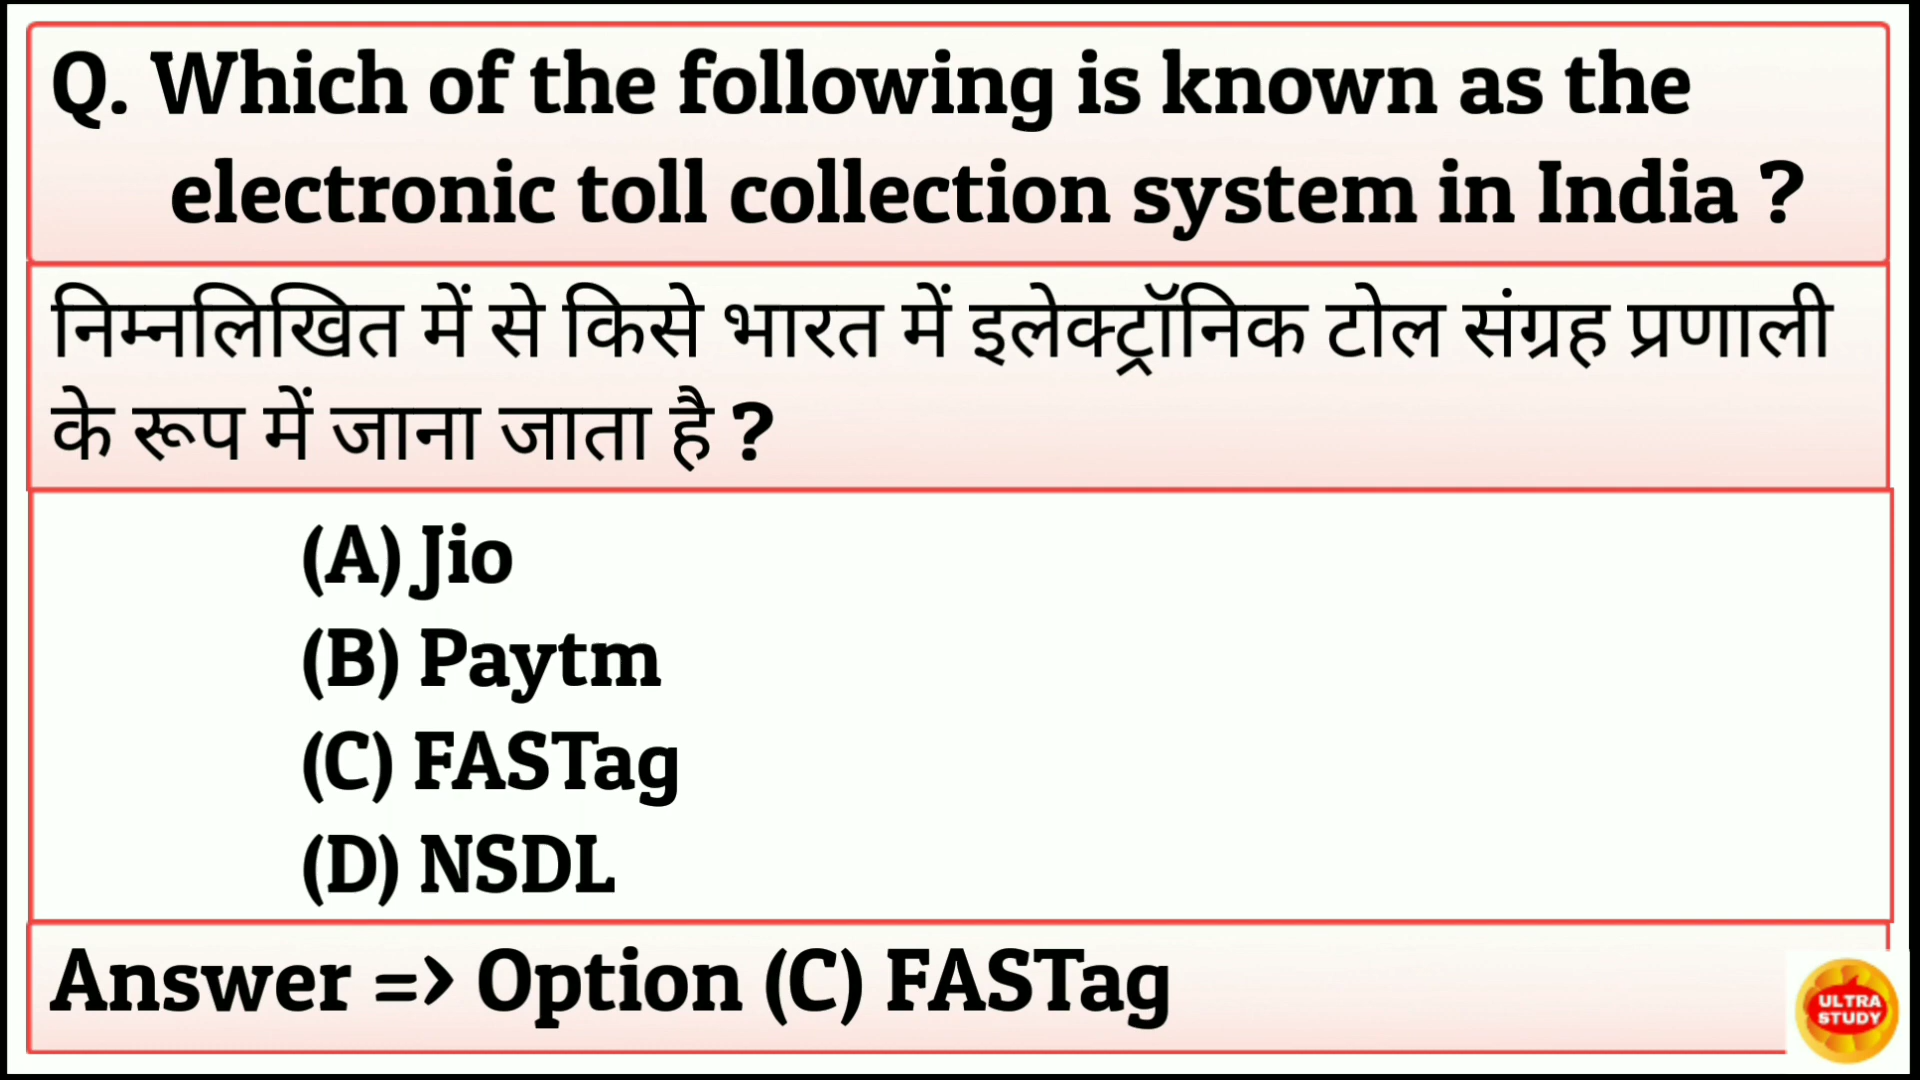 Q. Which of the following is known as the
electronic toll collection system in India ?
निम्नलिखित में से किसे भारत में इलेक्ट्रॉनिक टोल संग्रह प्रणाली
के रूप में जाना जाता है ?
(A) Jio
(B) Paytm
(C) FASTag
(D) NSDL
Answer => Option (C) FASTag
ULTRA
STUDY